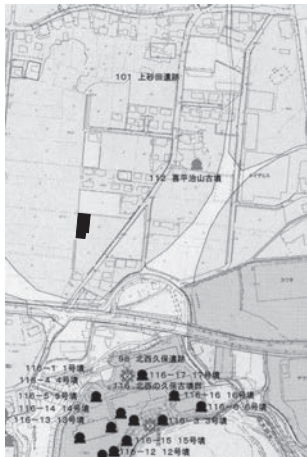 101 上砂田遺跡
112 喜平治山古墳
98 北西久保遺跡
116-1 1号墳
116-17 17号墳
116-4 4号墳
116 北西の久保古墳群
116-5 5号墳
116-16 16号墳
116-14 14号墳
116-6 6号墳
116-13 13号墳
116-3 3号墳
116-15 15号墳
116-12 12号墳